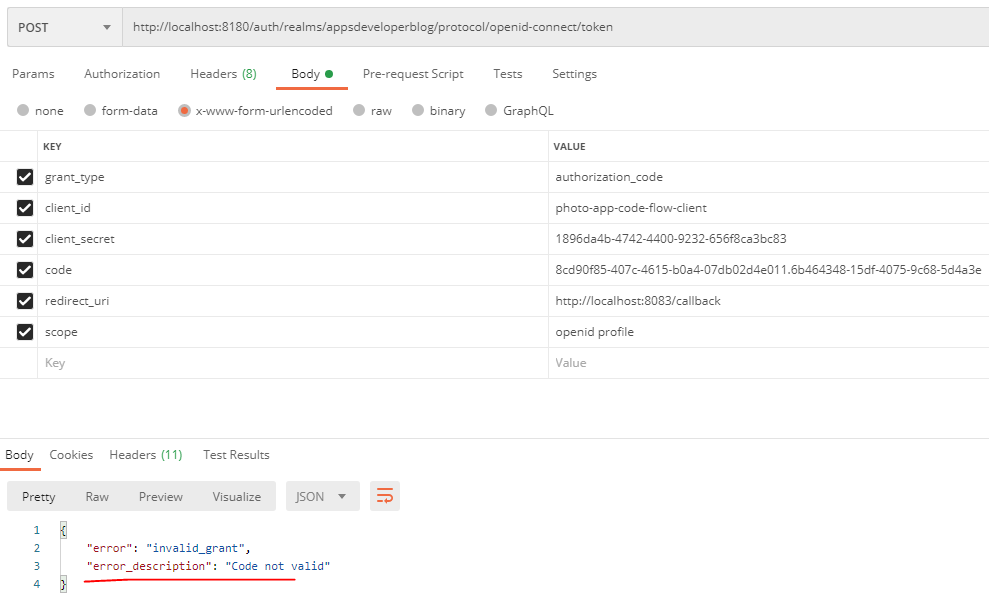 POST http://localhost:8180/auth/realms/appsdeveloperblog/protocol/openid-connect/token
Params Authorization Headers (8) Body Pre-request Script Tests Settings
none form-data x-www-form-urlencoded raw binary GraphQL
KEY VALUE
grant_type authorization_code
client_id photo-app-code-flow-client
client_secret 1896da4b-4742-4400-9232-656f8ca3bc83
code 8cd90f85-407c-4615-b0a4-07db02d4e011.6b464348-15df-4075-9c68-5d4a3e
redirect_uri http://localhost:8083/callback
scope openid profile
Key Value
Body Cookies Headers (11) Test Results
Pretty Raw Preview Visualize JSON
1 {
2 "error": "invalid_grant",
3 "error_description": "Code not valid"
4 }